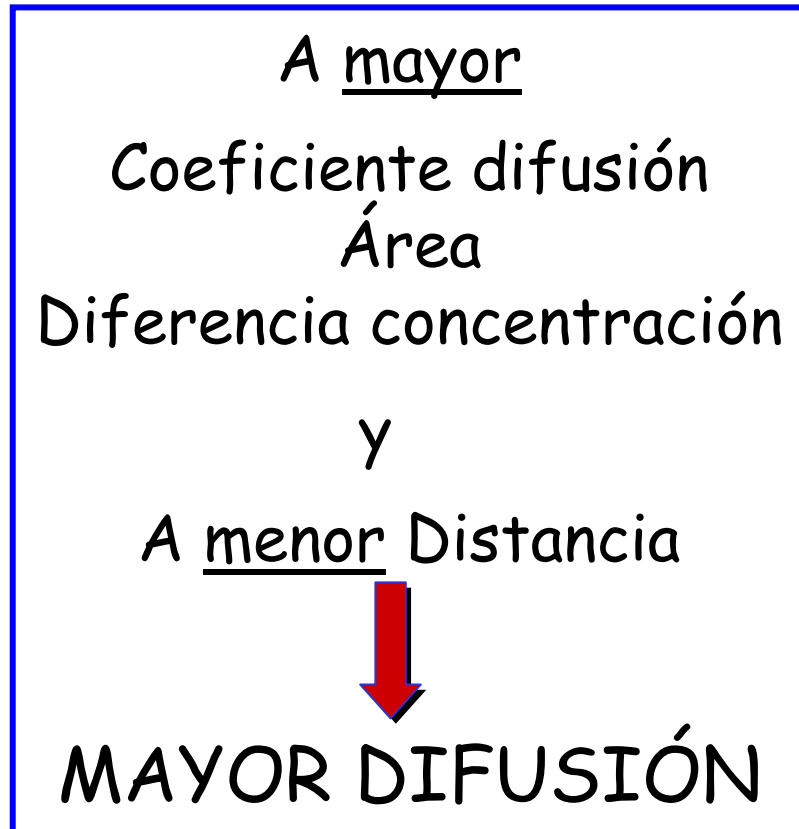 A mayor
Coeficiente difusión
Área
Diferencia concentración
y
A menor Distancia
MAYOR DIFUSIÓN